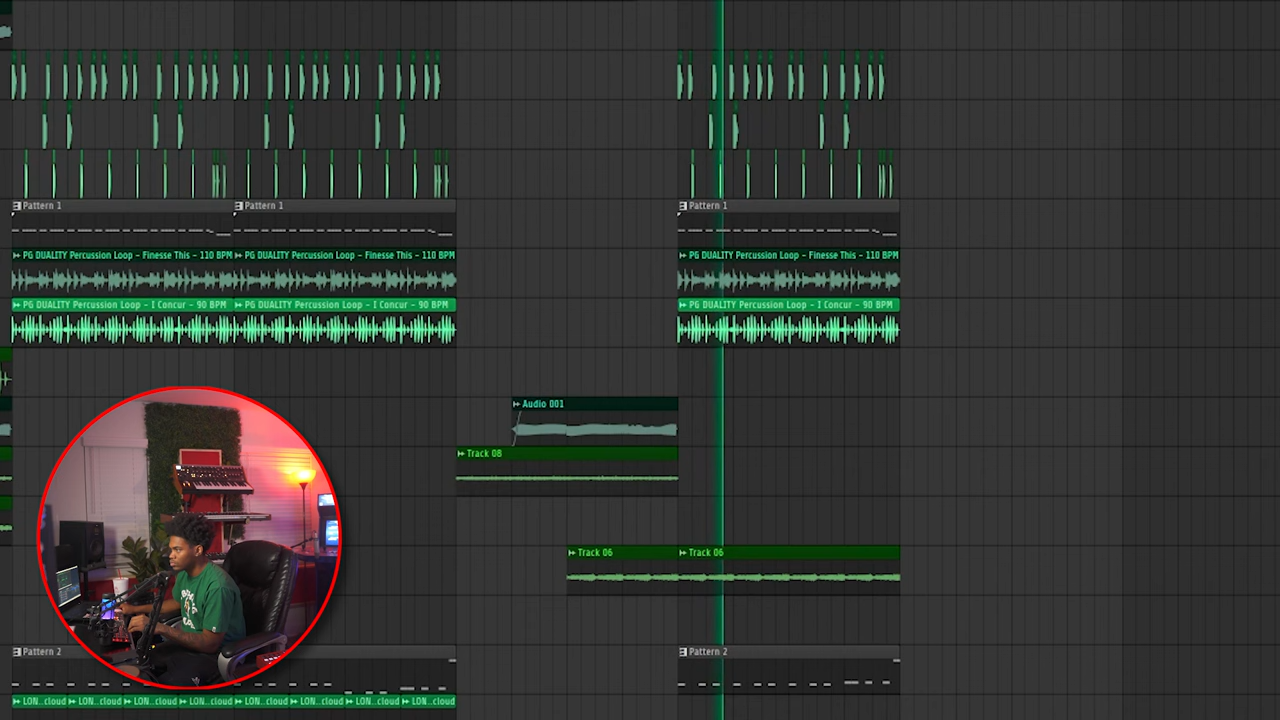 Pattern 1 Pattern 1 Pattern 1
PG DUALITY Percussion Loop - Finesse This - 110 BPM PG DUALITY Percussion Loop - Finesse This - 110 BPM PG DUALITY Percussion Loop - Finesse This - 110 BPM
PG DUALITY Percussion Loop - I Concur - 90 BPM PG DUALITY Percussion Loop - I Concur - 90 BPM PG DUALITY Percussion Loop - I Concur - 90 BPM
Audio 001
Track 08
Track 06 Track 06
Pattern 2 Pattern 2
LON..cloud LON..cloud LON..cloud LON..cloud LON..cloud LON..cloud LON..cloud LON..cloud